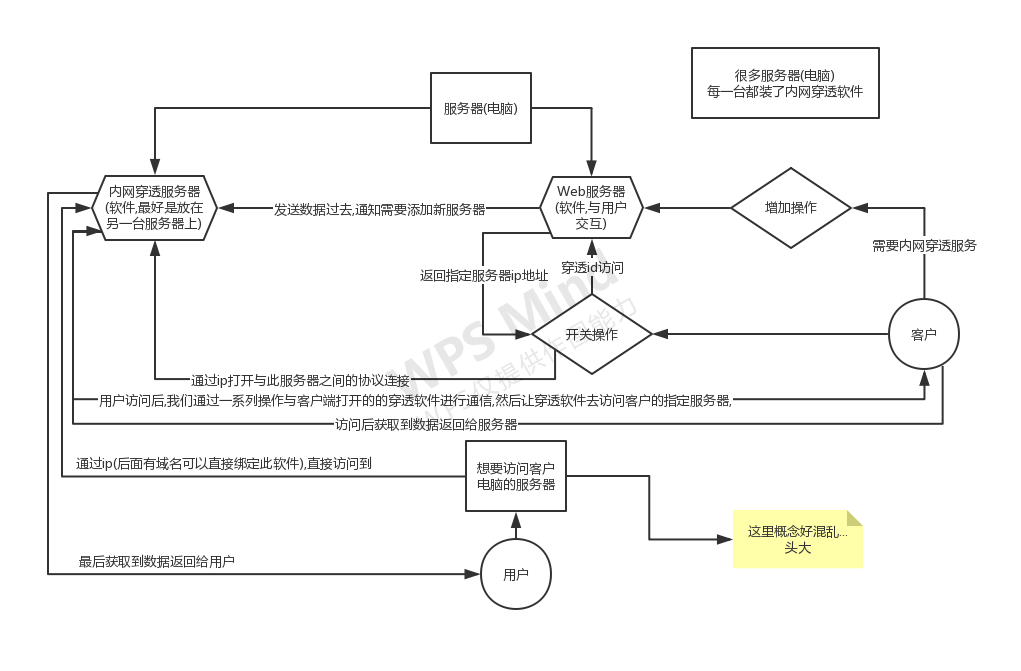 很多服务器(电脑)
每一台都装了内网穿透软件
服务器(电脑)
内网穿透服务器
(软件,最好是放在
另一台服务器上)
发送数据过去,通知需要添加新服务器
Web服务器
(软件,与用户
交互)
增加操作
需要内网穿透服务
返回指定服务器ip地址
穿透id访问
开关操作
客户
通过ip打开与此服务器之间的协议连接
用户访问后,我们通过一系列操作与客户端打开的的穿透软件进行通信,然后让穿透软件去访问客户的指定服务器,
访问后获取到数据返回给服务器
通过ip(后面有域名可以直接绑定此软件),直接访问到
想要访问客户
电脑的服务器
这里概念好混乱...
头大
最后获取到数据返回给用户
用户
WPS Mind
WPS仅提供作图能力